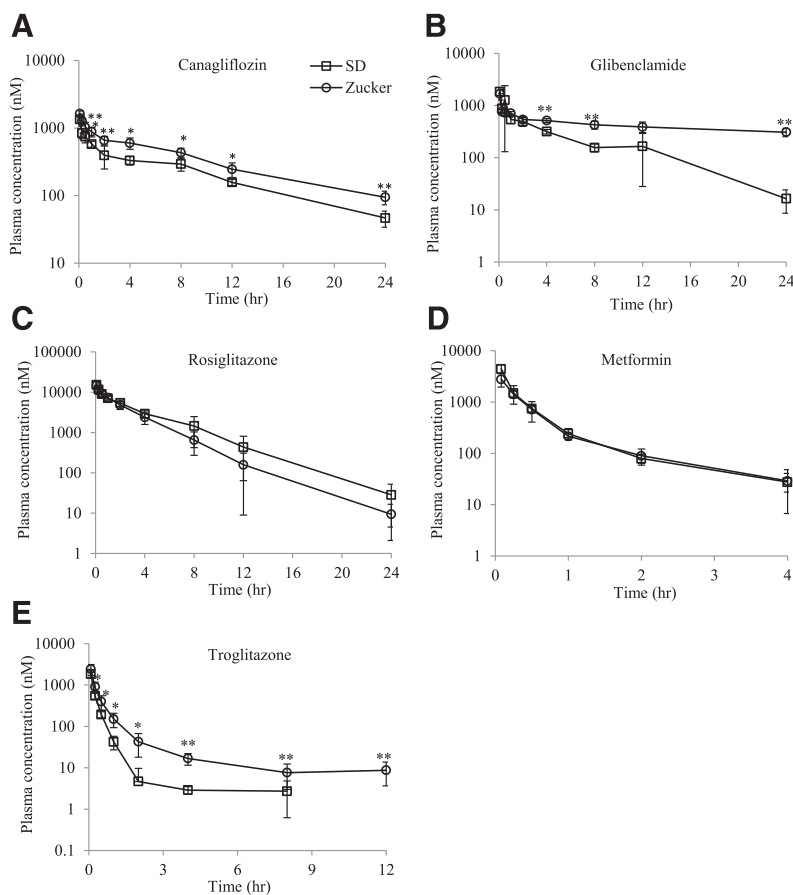 A
Canagliflozin
SD
Zucker
Plasma concentration (nM)
10000
1000
100
10
** * ** * * * **
0 4 8 12 16 20 24
Time (hr)
B
Glibenclamide
Plasma concentration (nM)
10000
1000
100
10
1
** ** **
0 4 8 12 16 20 24
Time (hr)
C
Rosiglitazone
Plasma concentration (nM)
100000
10000
1000
100
10
1
0 4 8 12 16 20 24
Time (hr)
D
Metformin
Plasma concentration (nM)
10000
1000
100
10
1
0 1 2 3 4
Time (hr)
E
Troglitazone
Plasma concentration (nM)
10000
1000
100
10
1
0.1
* * * * ** ** **
0 3 6 9 12
Time (hr)